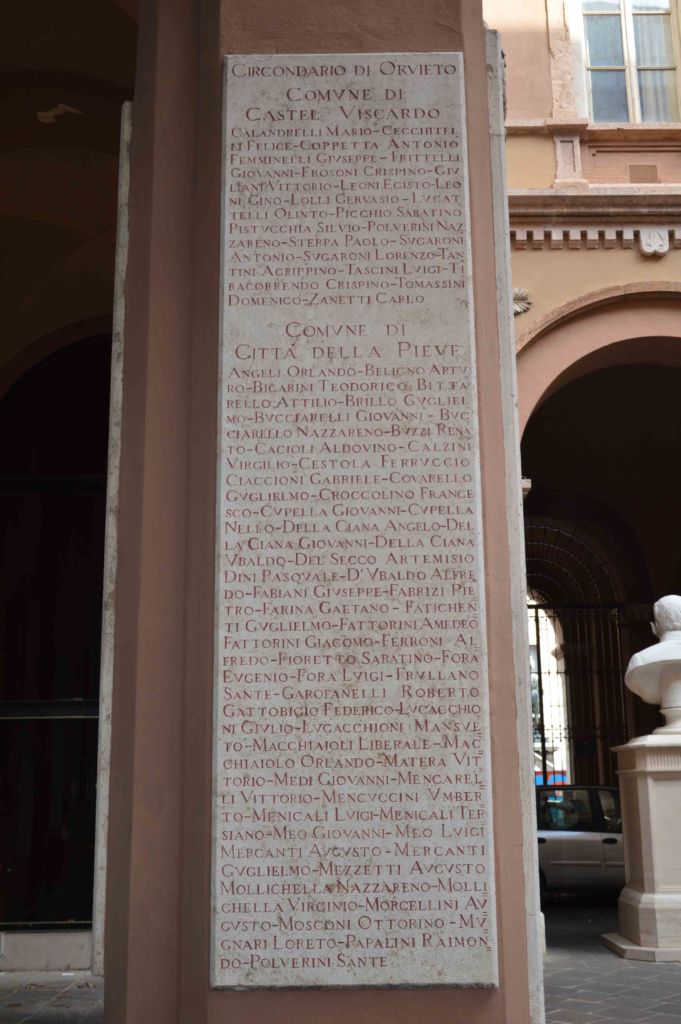 CIRCONDARIO DI ORVIETO
COMVNE DI
CASTEL VISCARDO
CALANDRELLI MARIO-CECCHITEL
LI FELICE-COPPETTA ANTONIO
FEMMINELLI GIVSEPPE-FRITTELLI
GIOVANNI-FROSONI CRISPINO-GIV
LIANI VITTORIO-LEONI EGISTO-LEO
NI GINO-LOLLI GERVASIO-LVCAT
TELLI OLINTO-PICCHIO SABATINO
PISTVCCHIA SILVIO-POLVERINI NAZ
ZARENO-STERPA PAOLO-SVGARONI
ANTONIO-SVGARONI LORENZO-TAN
TINI AGRIPPINO-TASCINI LUIGI-TI
RACORRENDO CRISPINO-TOMASSINI
DOMENICO-ZANETTI CARLO
COMVNE DI
CITTÀ DELLA PIEVE
ANGELI ORLANDO-BELIGNO ARTV
RO-BIGARINI TEODORICO-BITTA
RELLO ATTILIO-BRILLO GVGLIEL
MO-BVCCIARELLI GIOVANNI-BVC
CIARELLO NAZZARENO-BVZZI RENA
TO-CACIOLI ALDOVINO-CALZINI
VIRGILIO-CESTOLA FERRVCCIO
CIACCIONI GABRIELE-COVARELLO
GVGLIELMO-CROCCOLINO FRANCE
SCO-CVPELLA GIOVANNI-CVPELLA
NELLO-DELLA CIANA ANGELO-DEL
LA CIANA GIOVANNI-DELLA CIANA
VBALDO-DEL SECCO ARTEMISIO
DINI PASQVALE-D'VBALDO ALFRE
DO-FABIANI GIVSEPPE-FABRIZI PIE
TRO-FARINA GAETANO-FATICHEN
TI GVGLIELMO-FATTORINI AMEDEO
FATTORINI GIACOMO-FERRONI AL
FREDO-FIORETTO SABATINO-FORA
EVGENIO-FORA LVIGI-FRVLLANO
SANTE-GAROFANELLI ROBERTO
GATTOBIGIO FEDERICO-LVCACCHIO
NI GIVLIO-LVCACCHIONI MANSVE
TO-MACCHIAIOLI LIBERALE-MAC
CHIAIOLO ORLANDO-MATERA VIT
TORIO-MEDI GIOVANNI-MENCAREL
LI VITTORIO-MENCVCCINI VMBER
TO-MENICALI LVIGI-MENICALI TER
SIANO-MEO GIOVANNI-MEO LVIGI
MERCANTI AVGVSTO-MERCANTI
GVGLIELMO-MEZZETTI AVGVSTO
MOLLICHELLA NAZZARENO-MOLLI
CHELLA VIRGINIO-MORCELLINI AV
GVSTO-MOSCONI OTTORINO-MV
GNARI LORETO-PAPALINI RAIMON
DO-POLVERINI SANTE